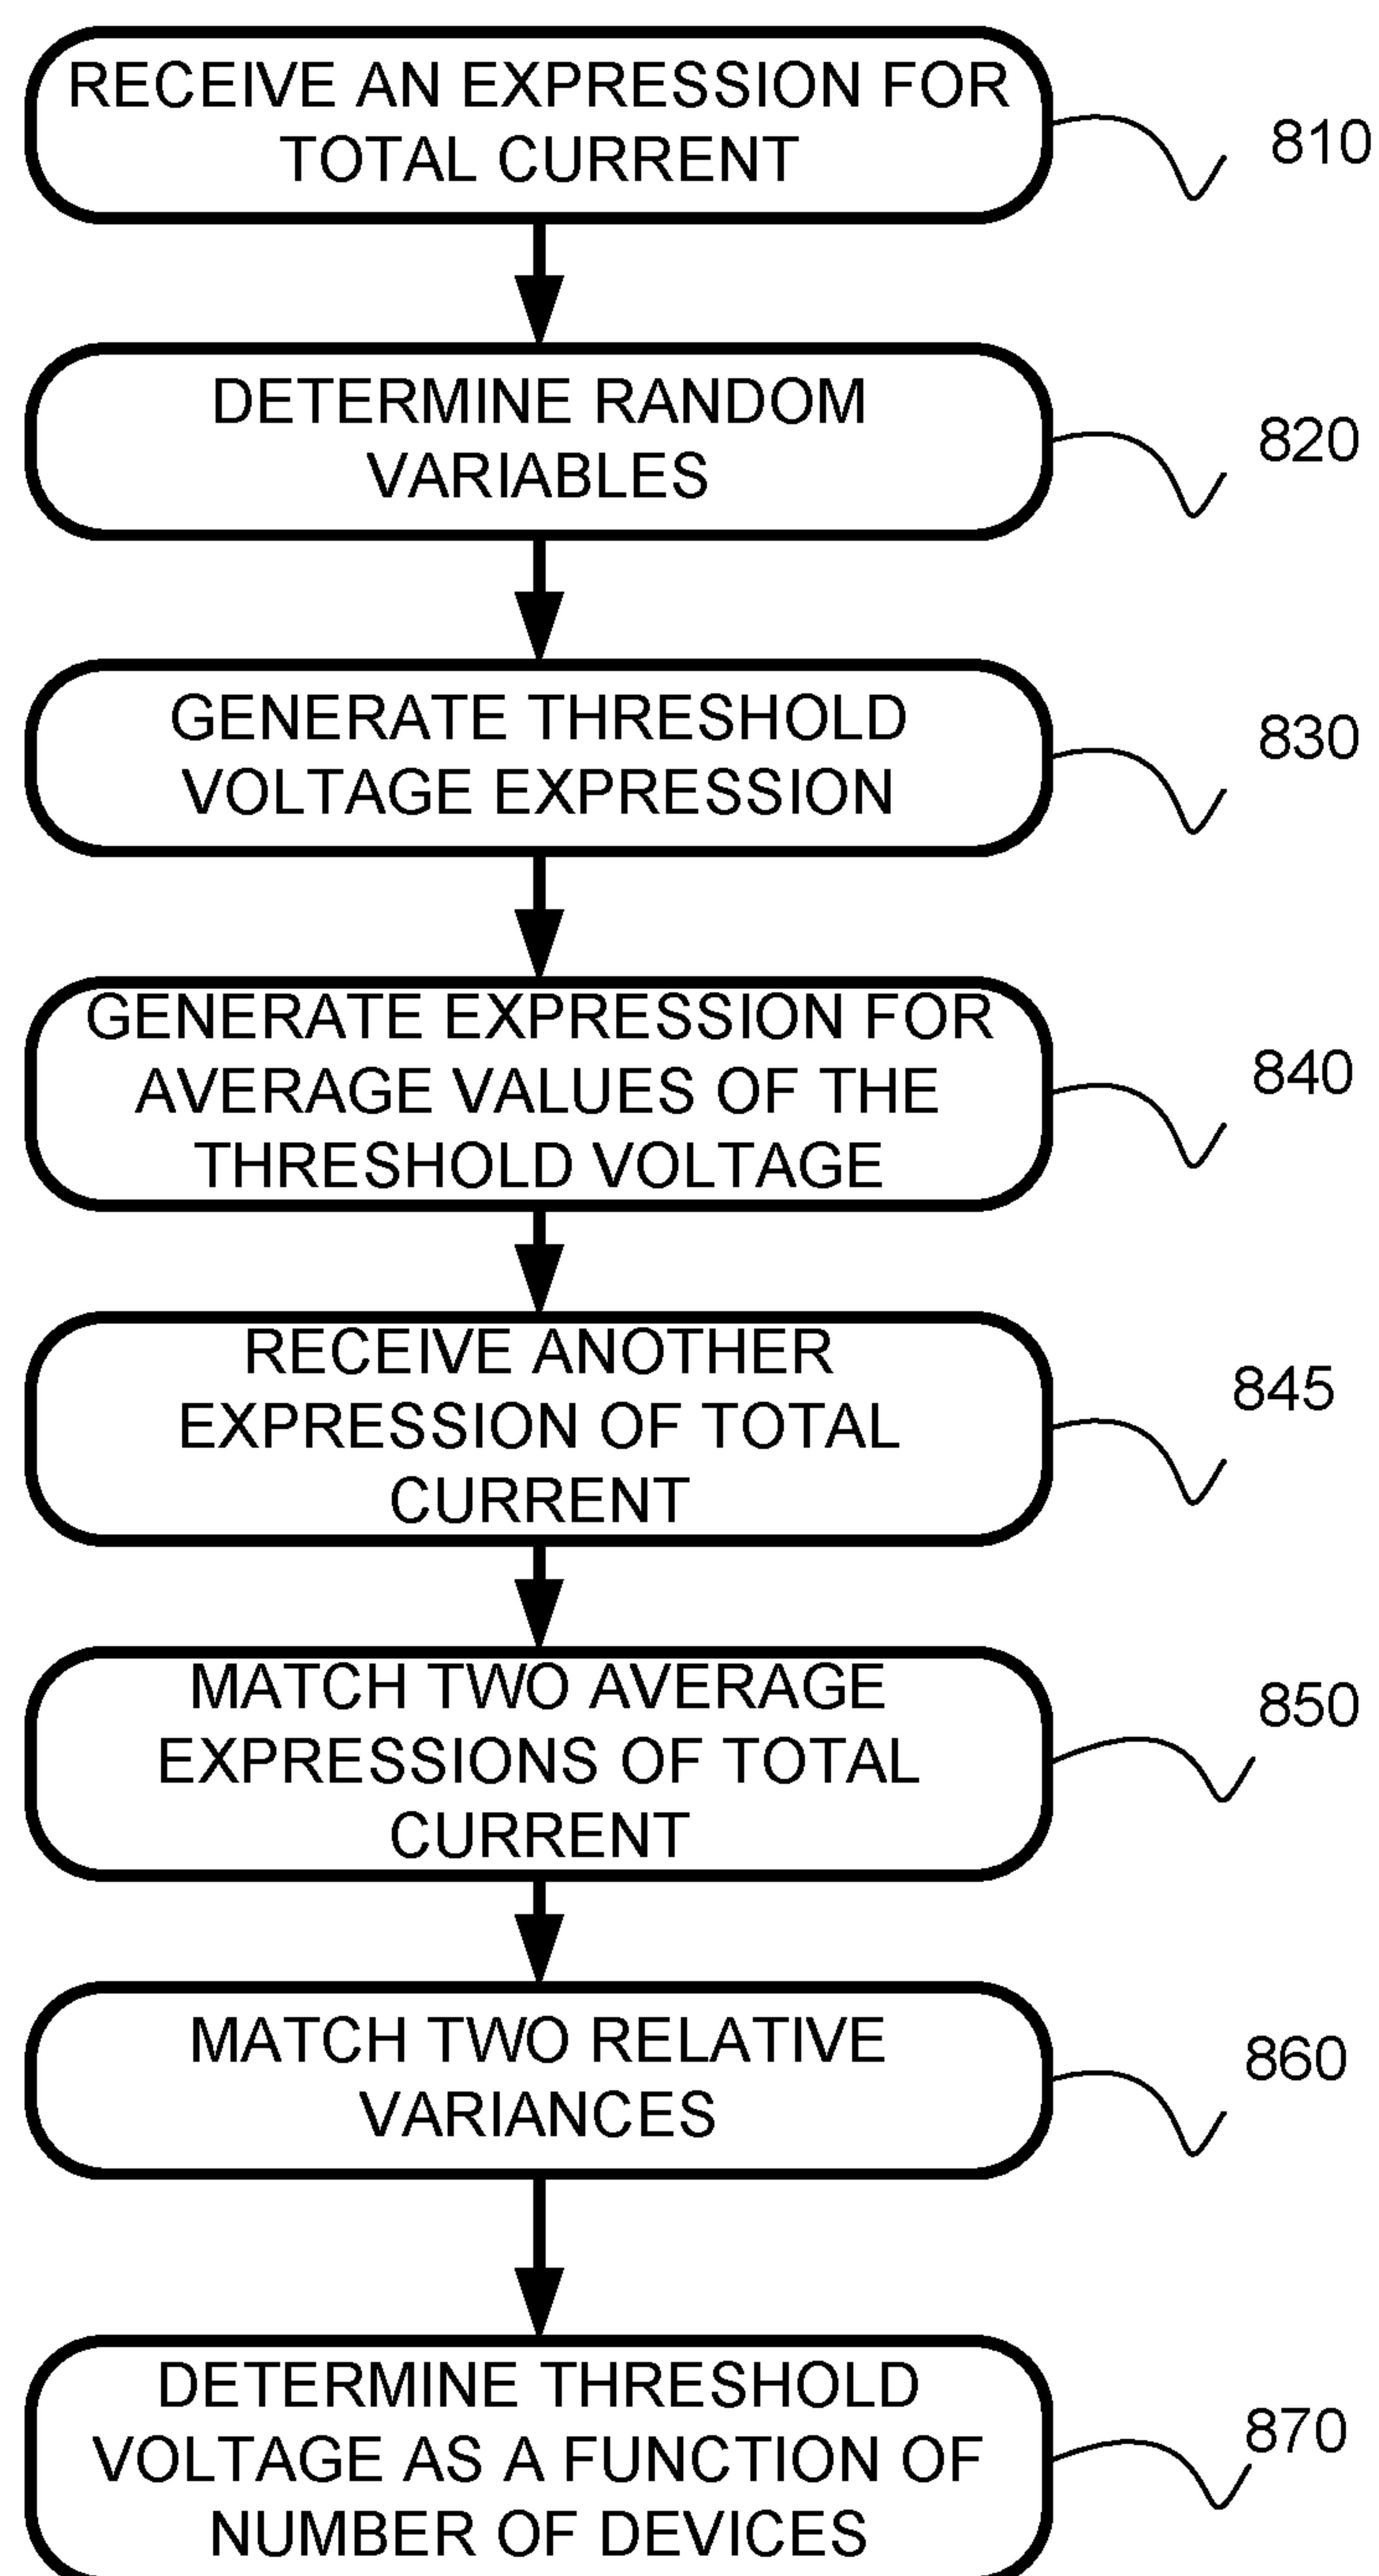 RECEIVE AN EXPRESSION FOR
TOTAL CURRENT
810
DETERMINE RANDOM
VARIABLES
820
GENERATE THRESHOLD
VOLTAGE EXPRESSION
830
GENERATE EXPRESSION FOR
AVERAGE VALUES OF THE
THRESHOLD VOLTAGE
840
RECEIVE ANOTHER
EXPRESSION OF TOTAL
CURRENT
845
MATCH TWO AVERAGE
EXPRESSIONS OF TOTAL
CURRENT
850
MATCH TWO RELATIVE
VARIANCES
860
DETERMINE THRESHOLD
VOLTAGE AS A FUNCTION OF
NUMBER OF DEVICES
870